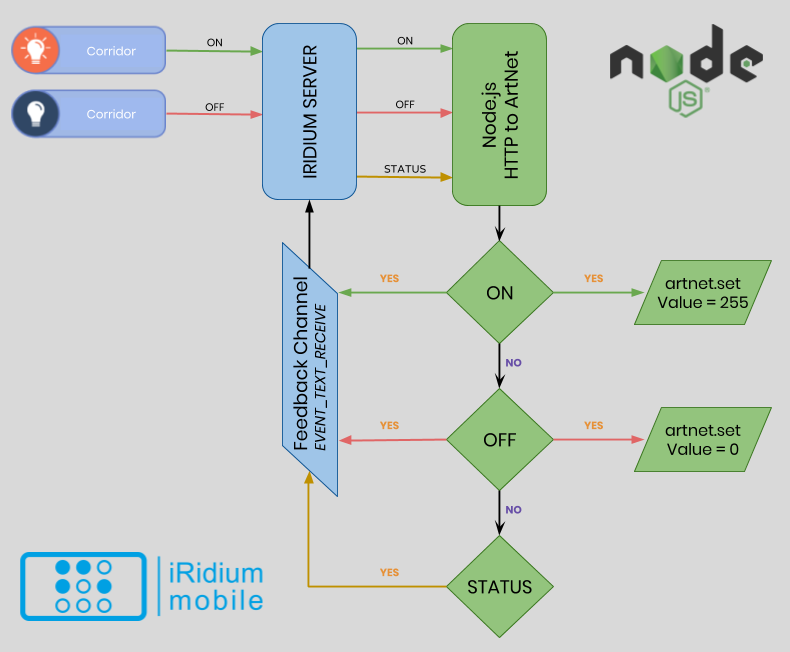 Corridor
ON
Corridor
OFF
IRIDIUM SERVER
ON
OFF
STATUS
Node.js
HTTP to ArtNet
node
JS
®
ON
YES
YES
artnet.set
Value = 255
NO
Feedback Channel
EVENT_TEXT_RECEIVE
OFF
YES
YES
artnet.set
Value = 0
NO
STATUS
YES
iRidium
mobile